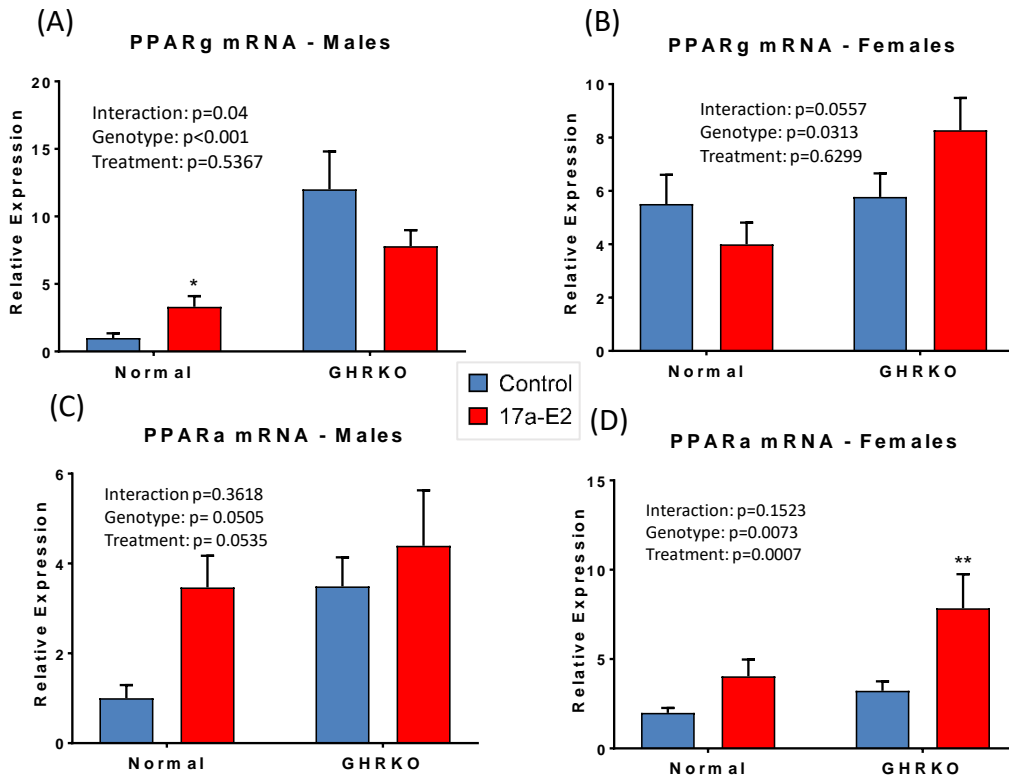 (A)
PPARg mRNA - Males
Relative Expression
20
15
10
5
0
Interaction: p=0.04
Genotype: p<0.001
Treatment: p=0.5367
*
Normal
GHRKO
(B)
PPARg mRNA - Females
Relative Expression
10
8
6
4
2
0
Interaction: p=0.0557
Genotype: p=0.0313
Treatment: p=0.6299
Normal
GHRKO
Control
17a-E2
(C)
PPARa mRNA - Males
Relative Expression
6
4
2
0
Interaction p=0.3618
Genotype: p= 0.0505
Treatment: p= 0.0535
Normal
GHRKO
(D)
PPARa mRNA - Females
Relative Expression
15
10
5
0
Interaction: p=0.1523
Genotype: p=0.0073
Treatment: p=0.0007
**
Normal
GHRKO